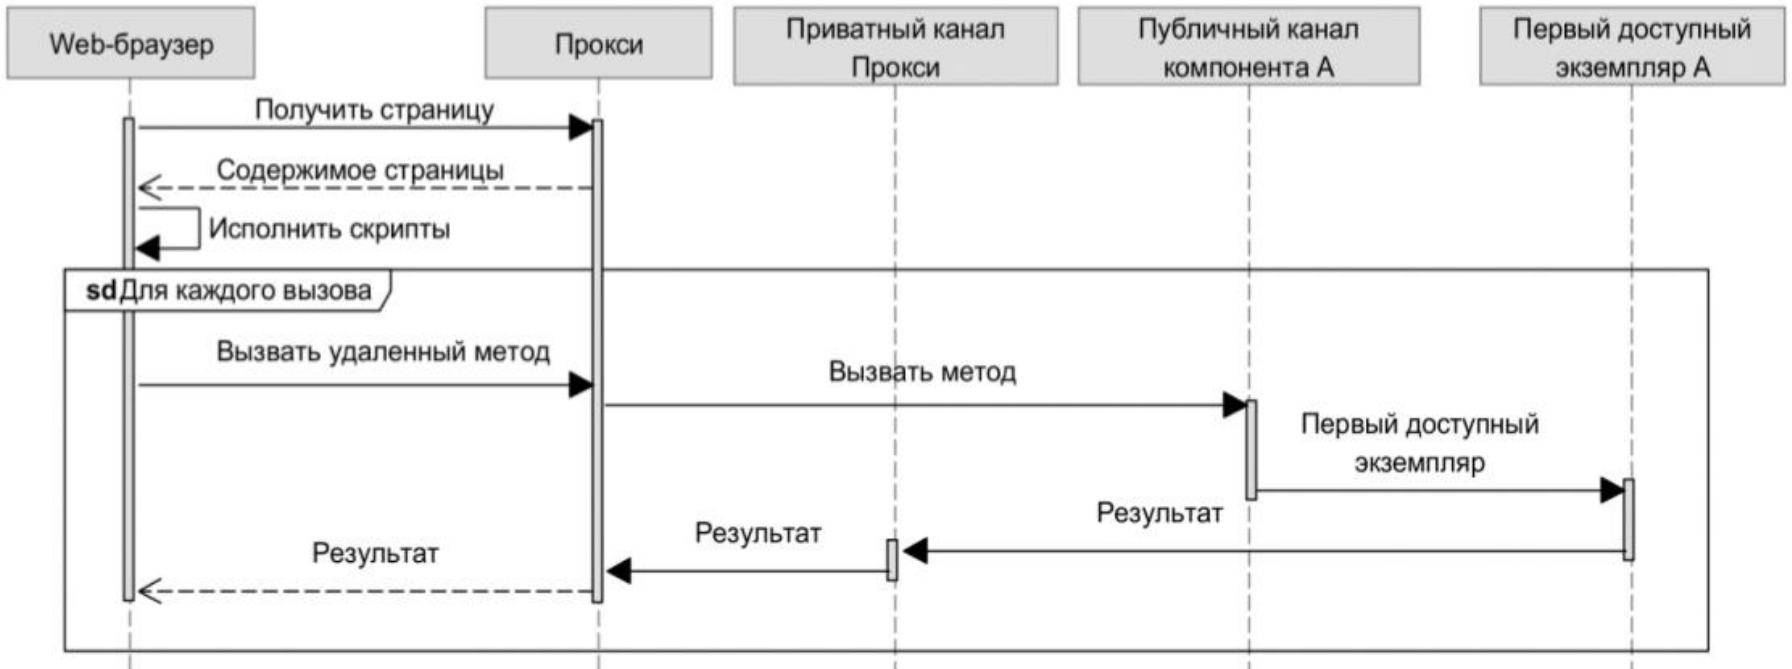 Web-браузер
Прокси
Приватный канал
Прокси
Публичный канал
компонента А
Первый доступный
экземпляр А
Получить страницу
Содержимое страницы
Исполнить скрипты
sdДля каждого вызова
Вызвать удаленный метод
Вызвать метод
Первый доступный
экземпляр
Результат
Результат
Результат